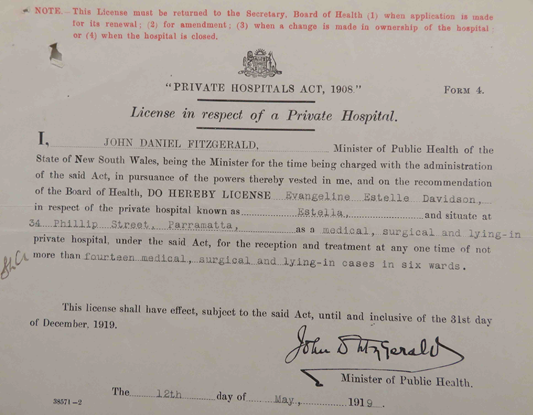 NOTE.—This License must be returned to the Secretary, Board of Health (1) when application is made
for its renewal; (2) for amendment; (3) when a change is made in ownership of the hospital
or (4) when the hospital is closed.
"PRIVATE HOSPITALS ACT, 1908"
FORM 4.
License in respect of a Private Hospital.
I, JOHN DANIEL FITZGERALD, Minister of Public Health of the
State of New South Wales, being the Minister for the time being charged with the administration
of the said Act, in pursuance of the powers thereby vested in me, and on the recommendation
of the Board of Health, DO HEREBY LICENSE Evangeline Estelle Davidson,
in respect of the private hospital known as Estella, and situate at
34 Phillip Street, Parramatta, as a medical, surgical and lying-in
private hospital, under the said Act, for the reception and treatment at any one time of not
more than fourteen medical, surgical and lying-in cases in six wards.
This license shall have effect, subject to the said Act, until and inclusive of the 31st day
of December, 1919.
John D FitzGerald
Minister of Public Health.
The 12th day of May, 1919.
38571—2